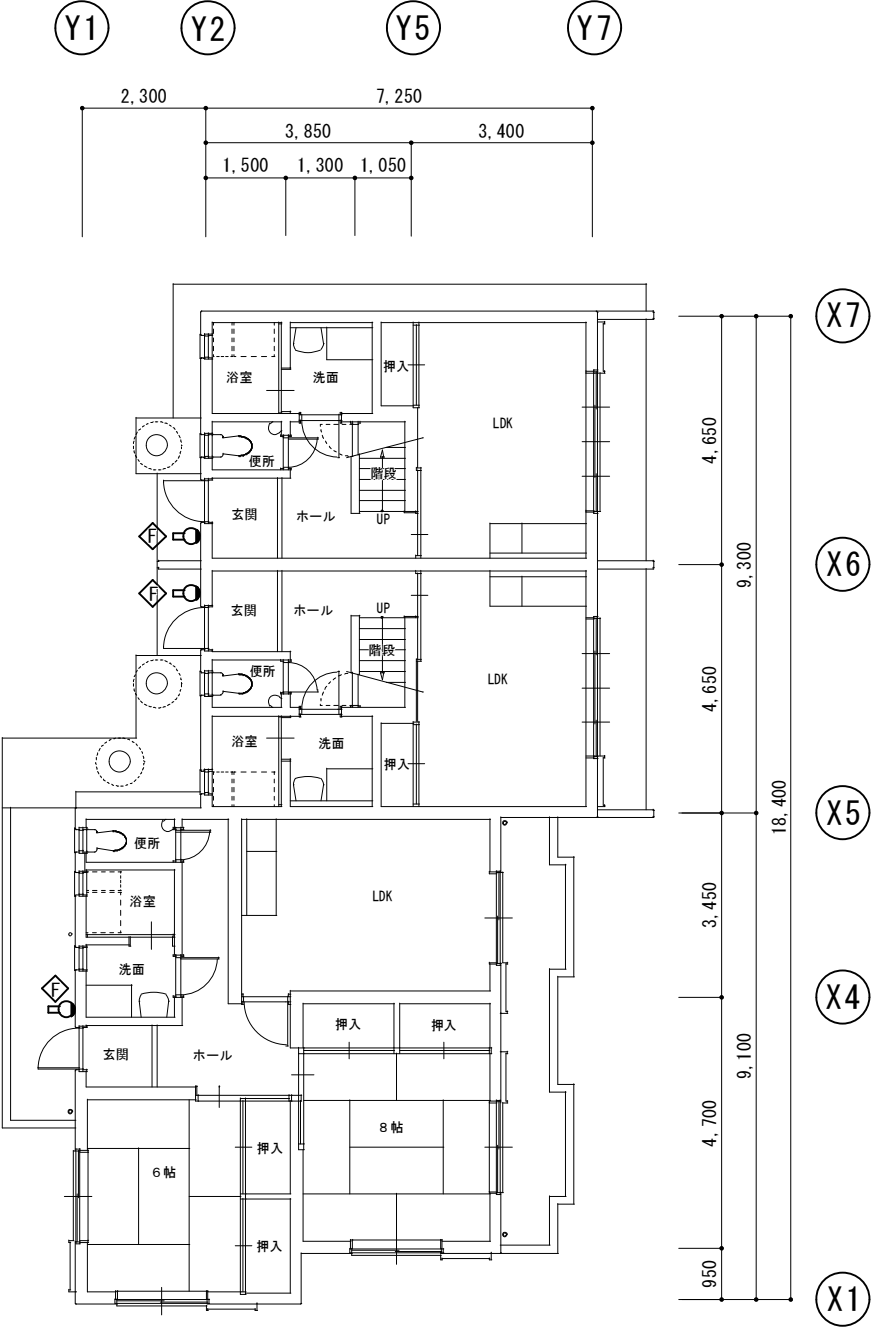 Y1 Y2 Y5 Y7
2,300 7,250
3,850 3,400
1,500 1,300 1,050
X7
浴室 洗面 押入
LDK
4,650
便所 階段
玄関 ホール UP
F
9,300
X6
F
玄関 ホール UP
階段
便所 LDK
4,650
浴室 洗面
押入
18,400
X5
便所
LDK
浴室
3,450
洗面
F
X4
押入 押入
玄関 ホール
9,100
8帖
4,700
押入
6帖
押入
950
X1